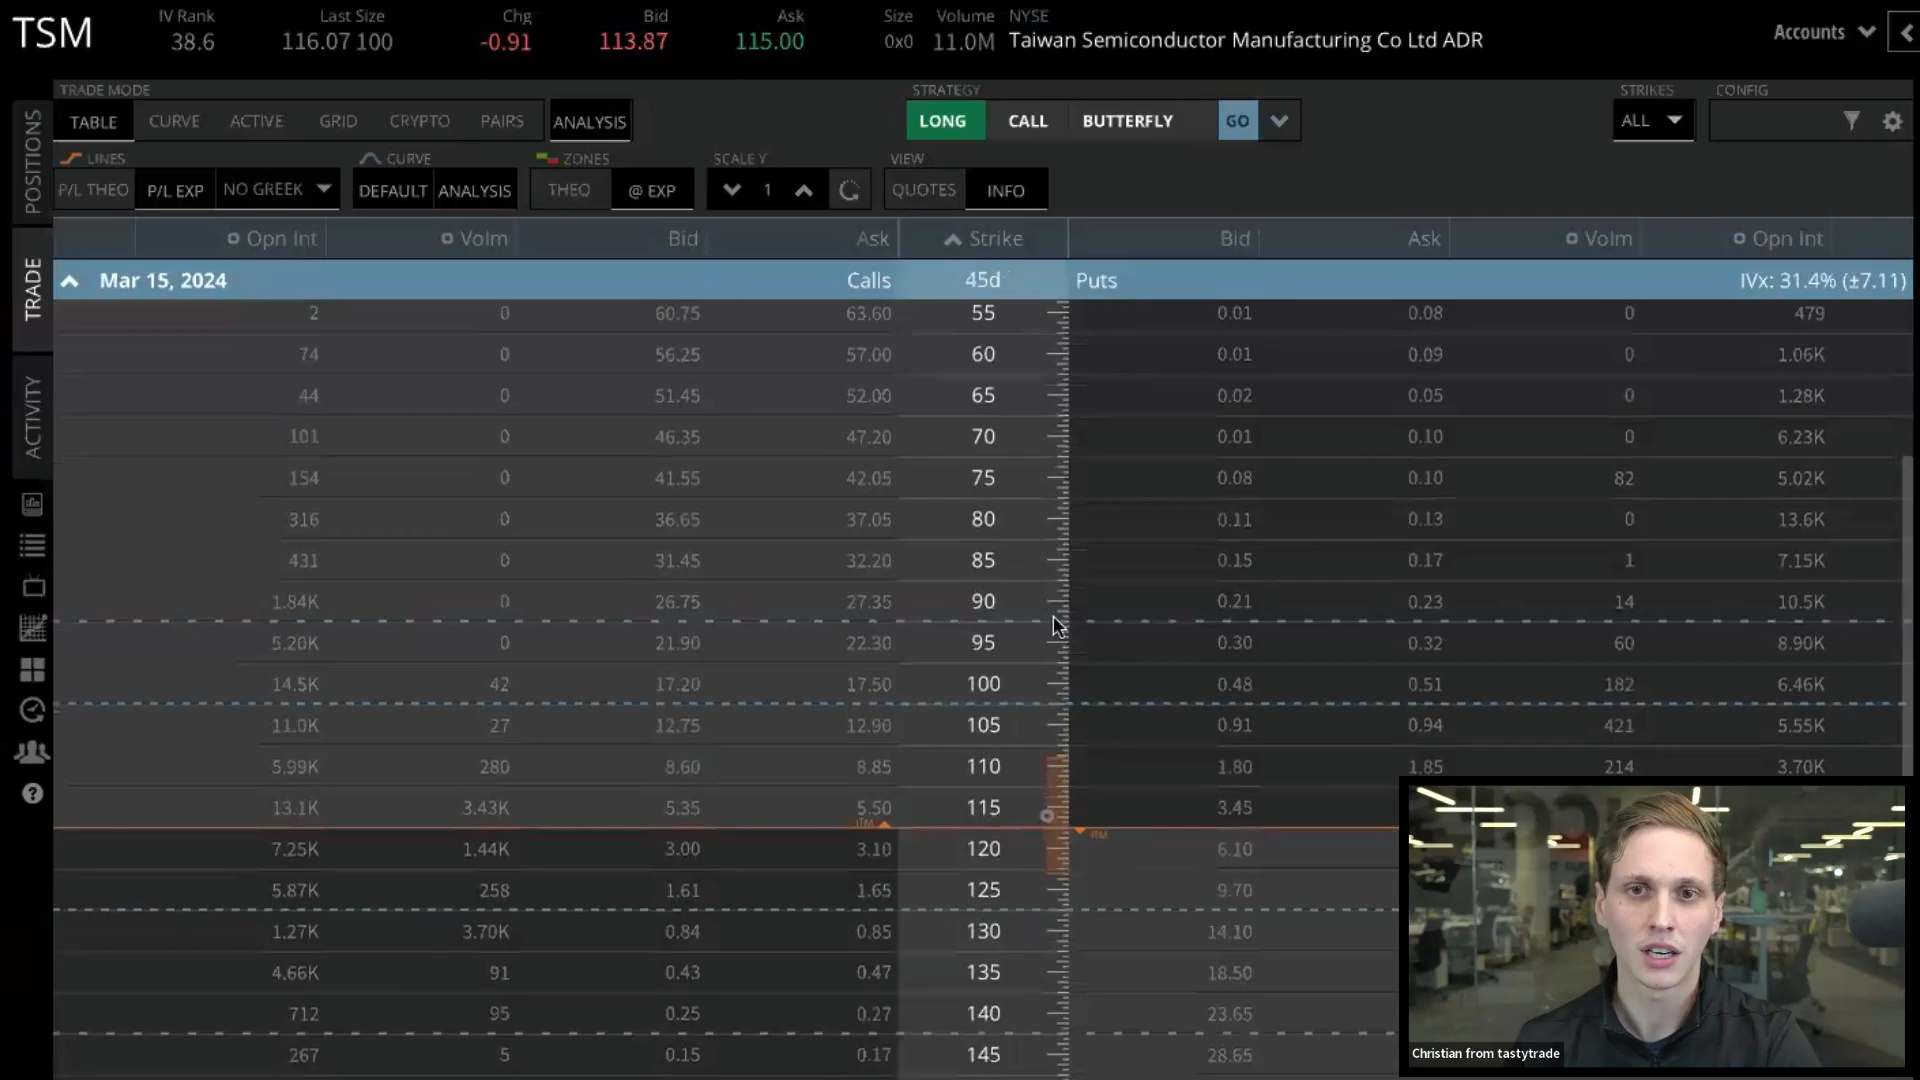 TSM
IV Rank Last Size Chg Bid Ask Size Volume NYSE
38.6 116.07 100 -0.91 113.87 115.00 0x0 11.0M Taiwan Semiconductor Manufacturing Co Ltd ADR
Accounts
POSITIONS
TRADE
ACTIVITY
TRADE MODE STRATEGY STRIKES CONFIG
TABLE CURVE ACTIVE GRID CRYPTO PAIRS ANALYSIS LONG CALL BUTTERFLY GO ALL
LINES CURVE ZONES SCALE Y VIEW
P/L THEO P/L EXP NO GREEK DEFAULT ANALYSIS THEO @ EXP 1 QUOTES INFO
Opn Int Volm Bid Ask Strike Bid Ask Volm Opn Int
Mar 15, 2024 Calls 45d Puts IVx: 31.4% (±7.11)
2 0 60.75 63.60 55 0.01 0.08 0 479
74 0 56.25 57.00 60 0.01 0.09 0 1.06K
44 0 51.45 52.00 65 0.02 0.05 0 1.28K
101 0 46.35 47.20 70 0.01 0.10 0 6.23K
154 0 41.55 42.05 75 0.08 0.10 82 5.02K
316 0 36.65 37.05 80 0.11 0.13 0 13.6K
431 0 31.45 32.20 85 0.15 0.17 1 7.15K
1.84K 0 26.75 27.35 90 0.21 0.23 14 10.5K
5.20K 0 21.90 22.30 95 0.30 0.32 60 8.90K
14.5K 42 17.20 17.50 100 0.48 0.51 182 6.46K
11.0K 27 12.75 12.90 105 0.91 0.94 421 5.55K
5.99K 280 8.60 8.85 110 1.80 1.85 214 3.70K
13.1K 3.43K 5.35 5.50 115 3.45
ITM ITM
7.25K 1.44K 3.00 3.10 120 6.10
5.87K 258 1.61 1.65 125 9.70
1.27K 3.70K 0.84 0.85 130 14.10
4.66K 91 0.43 0.47 135 18.50
712 95 0.25 0.27 140 23.65
267 5 0.15 0.17 145 28.65
Christian from tastytrade